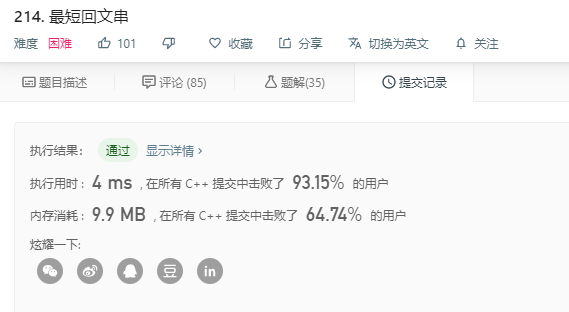 214. 最短回文串
难度 困难 101 收藏 分享 切换为英文 关注
题目描述 评论 (85) 题解(35) 提交记录
执行结果： 通过 显示详情 ›
执行用时 : 4 ms , 在所有 C++ 提交中击败了 93.15% 的用户
内存消耗 : 9.9 MB , 在所有 C++ 提交中击败了 64.74% 的用户
炫耀一下:
豆 in